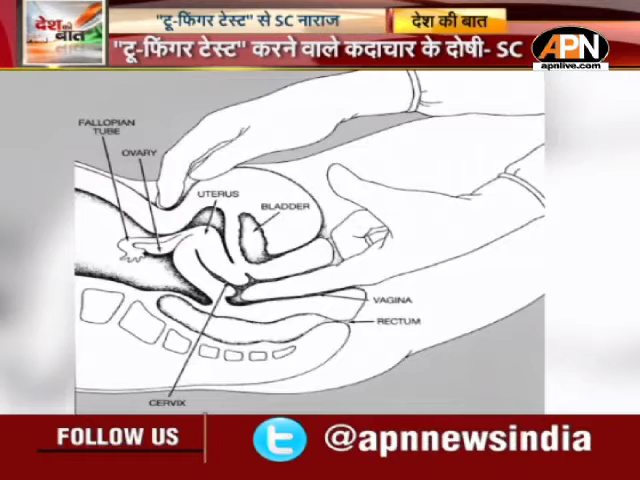 देश की बात
"टू-फिंगर टेस्ट" से SC नाराज
देश की बात
"टू-फिंगर टेस्ट" करने वाले कदाचार के दोषी- SC
APN
apnlive.com
FALLOPIAN
TUBE
OVARY
UTERUS
BLADDER
VAGINA
RECTUM
CERVIX
FOLLOW US
@apnnewsindia